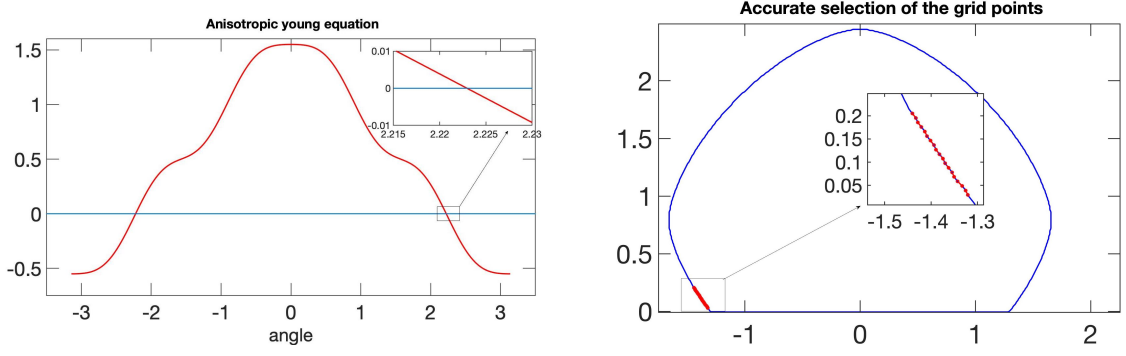 Anisotropic young equation
1.5
1
0.5
0
-0.5
-3 -2 -1 0 1 2 3
angle
0.01
0
-0.01
2.215 2.22 2.225 2.23
Accurate selection of the grid points
2
1.5
1
0.5
0
-1 0 1 2
0.2
0.15
0.1
0.05
-1.5 -1.4 -1.3